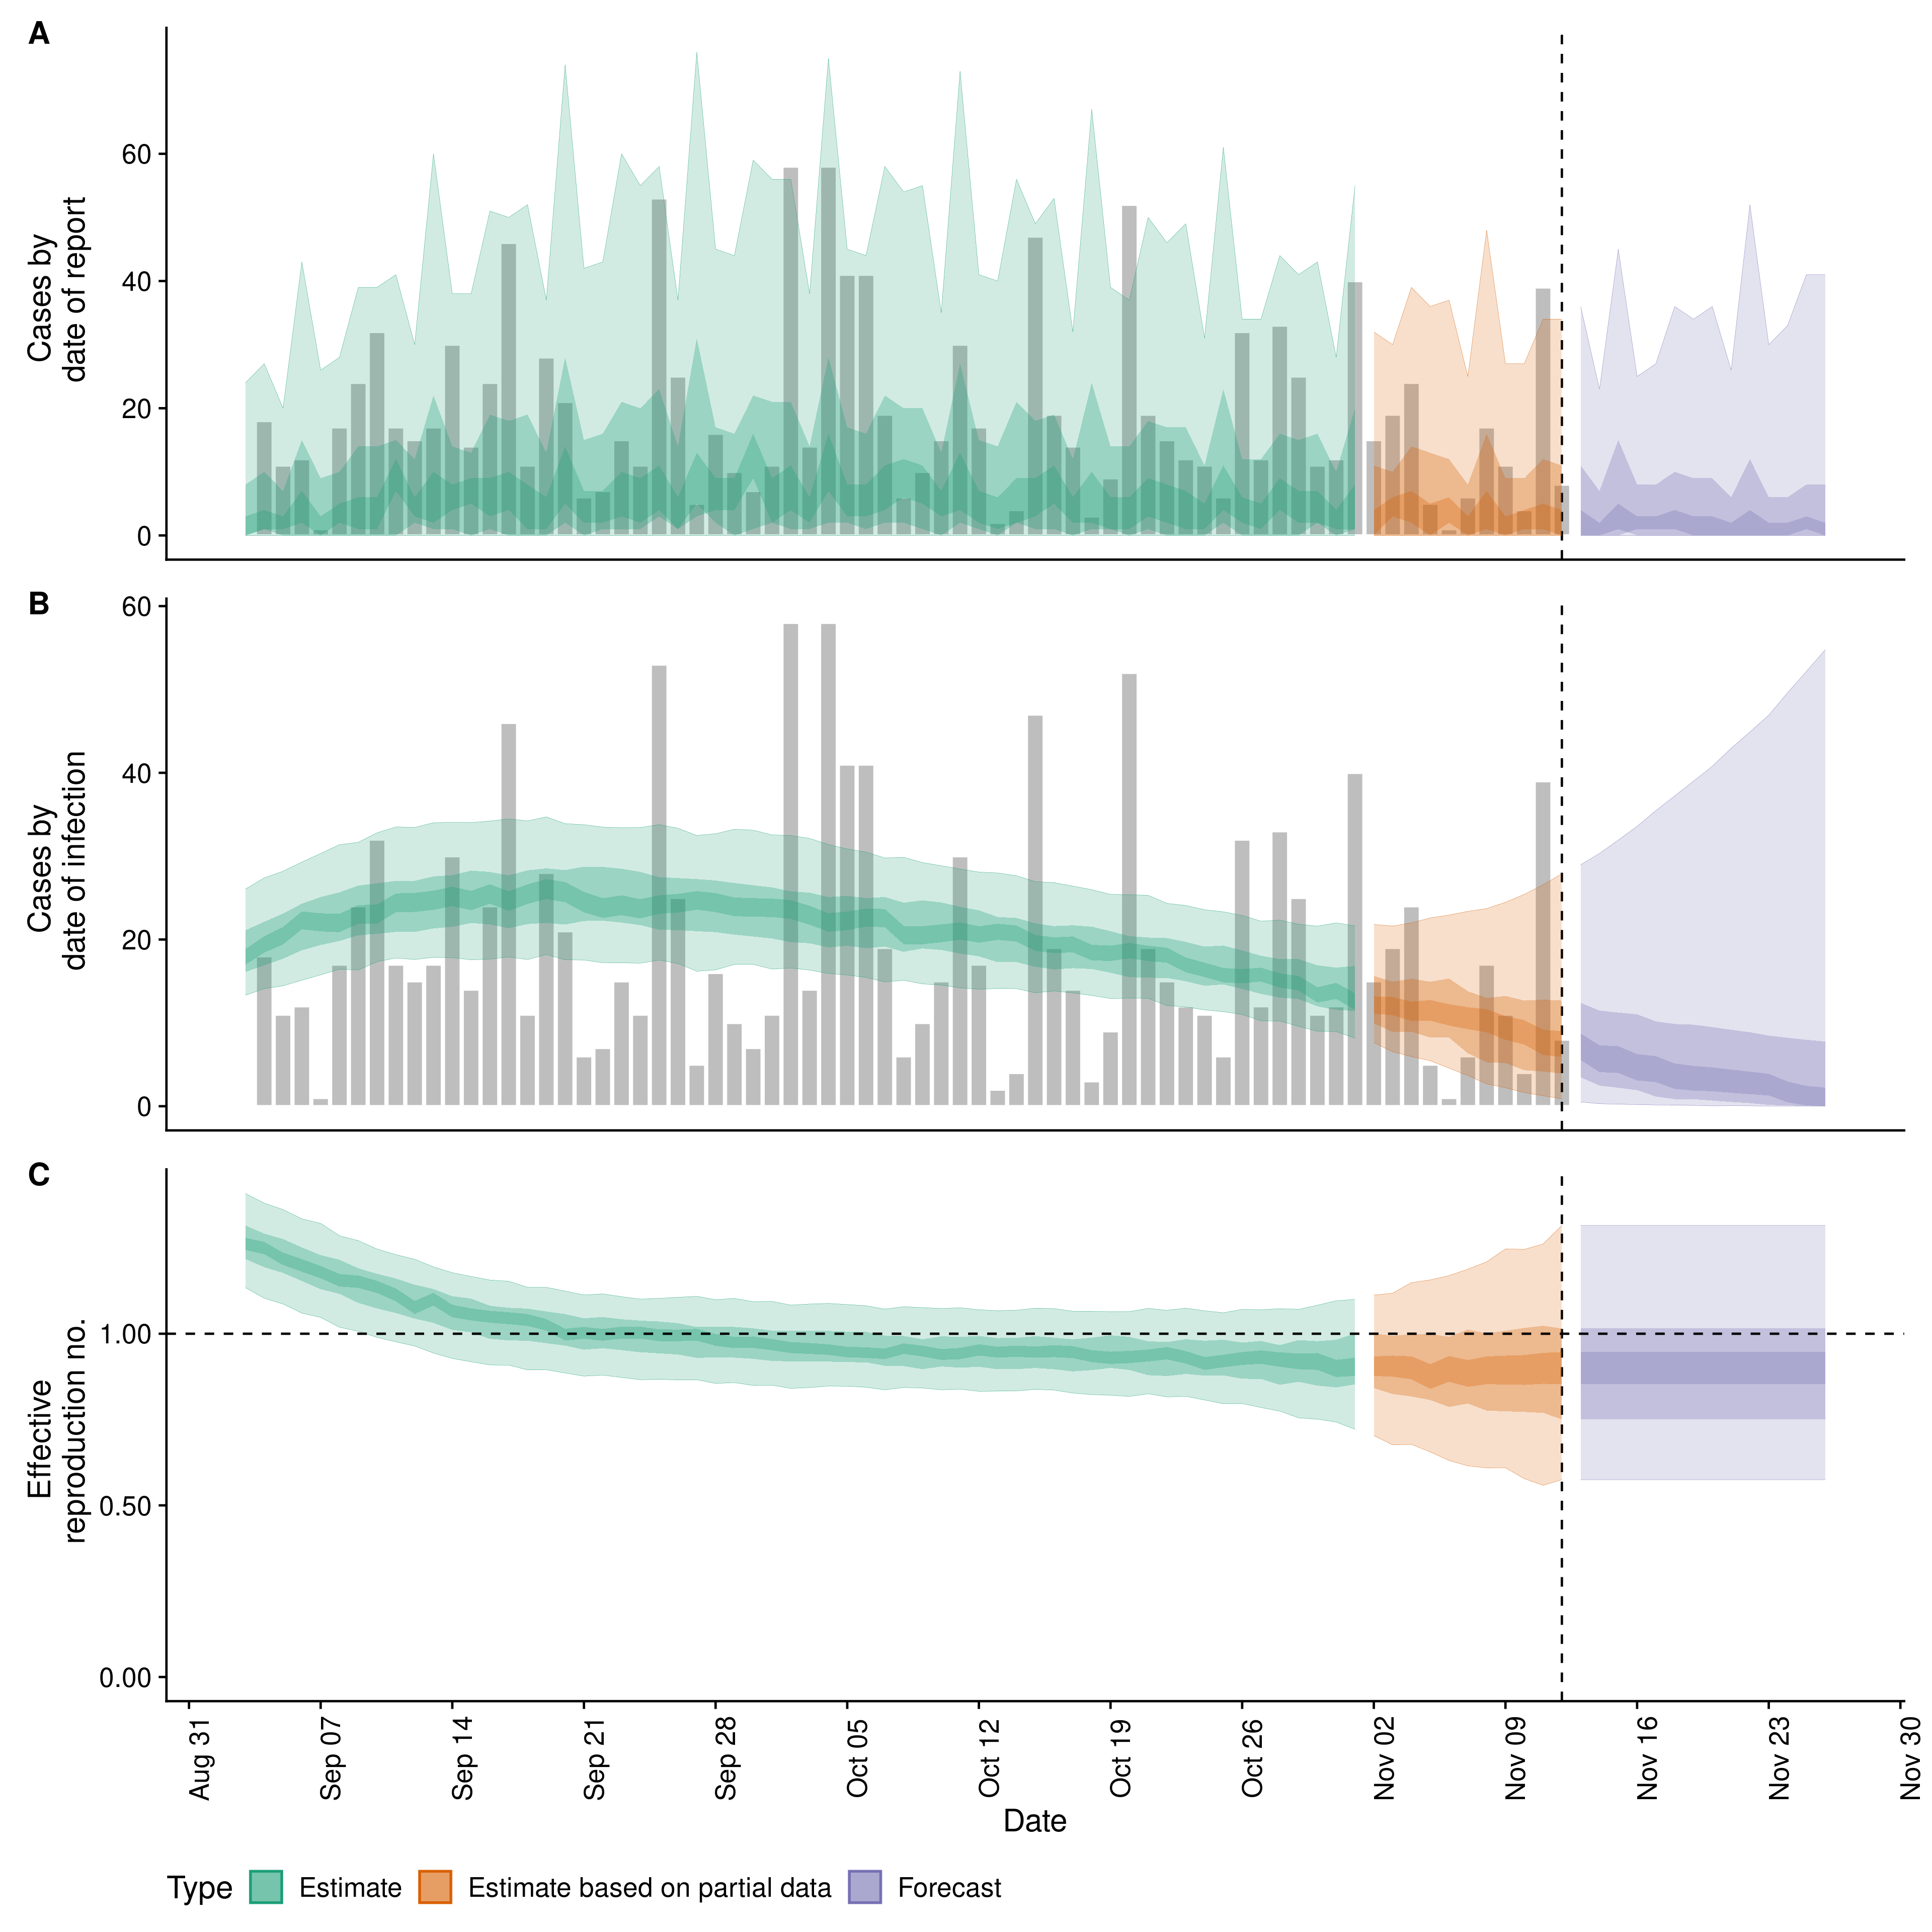 A
Cases by
date of report
60
40
20
0
B
Cases by
date of infection
60
40
20
0
C
Effective
reproduction no.
1.00
0.50
0.00
Aug 31
Sep 07
Sep 14
Sep 21
Sep 28
Oct 05
Oct 12
Oct 19
Oct 26
Nov 02
Nov 09
Nov 16
Nov 23
Nov 30
Date
Type Estimate Estimate based on partial data Forecast